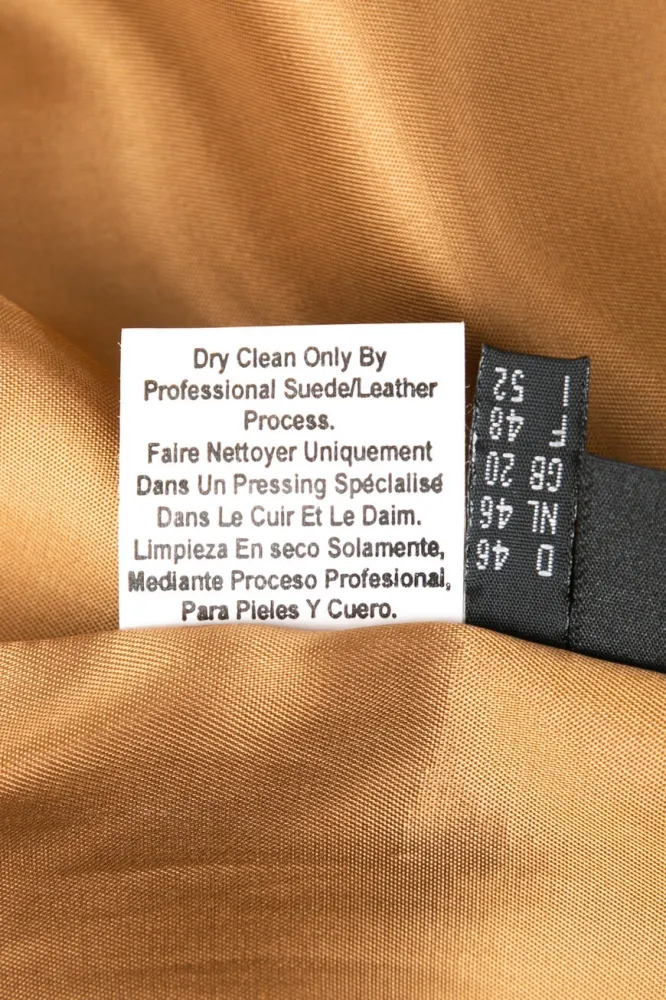 Dry Clean Only By
Professional Suede/Leather
Process.
Faire Nettoyer Uniquement
Dans Un Pressing Spécialisé
Dans Le Cuir Et Le Daim.
Limpieza En seco Solamente,
Mediante Proceso Profesional,
Para Pieles Y Cuero.
D 46
NL 46
GB 20
F 48
I 52